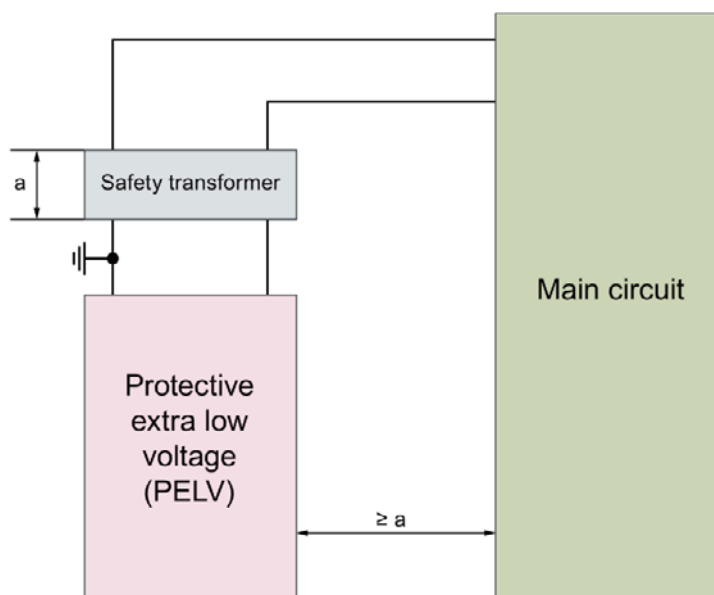 a
Safety transformer
Main circuit
Protective
extra low
voltage
(PELV)
≥ a